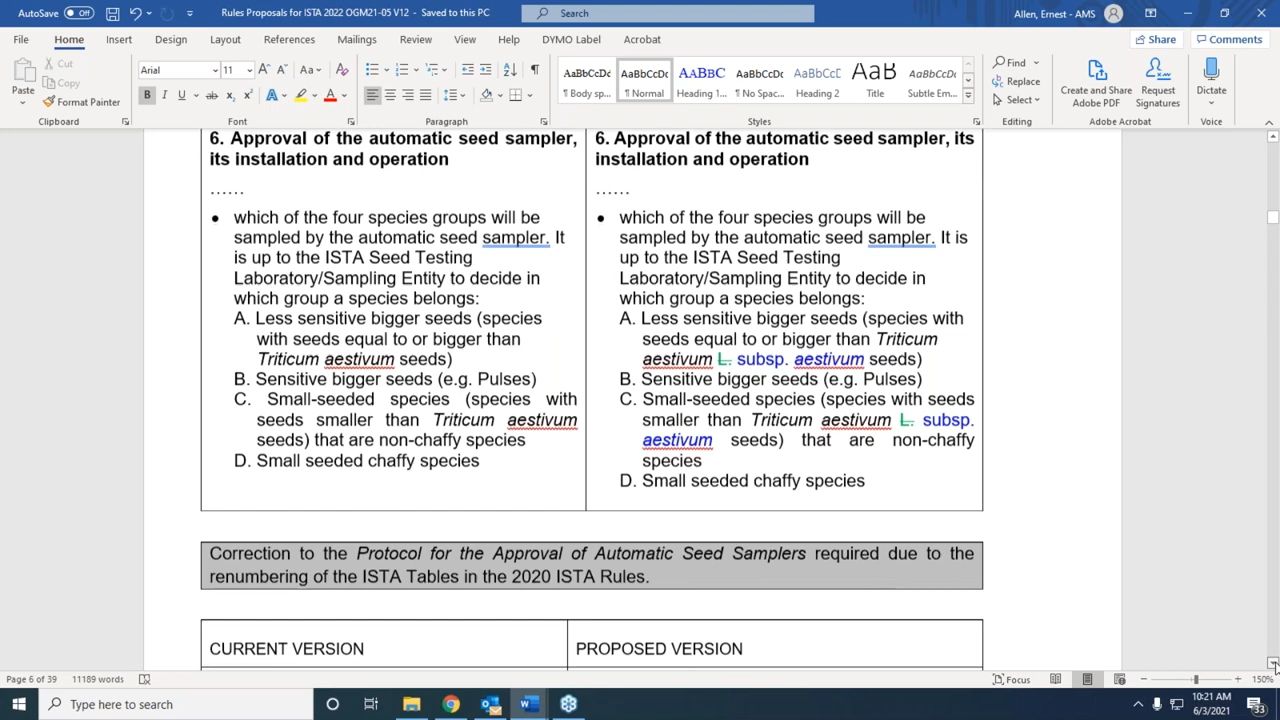 AutoSave Off
Rules Proposals for ISTA 2022 OGM21-05 V12 - Saved to this PC
Search
Allen, Ernest - AMS
File Home Insert Design Layout References Mailings Review View Help DYMO Label Acrobat Share Comments
Paste
Cut
Copy
Format Painter
Clipboard
Arial 11
Font
Paragraph
AaBbCcDc AaBbCcDc AABBC AaBbCcDc AaBbCcC AaB AaBbCcDc
¶ Body sp... ¶ Normal Heading 1... ¶ No Spac... Heading 2 Title Subtle Em...
Styles
Find
Replace
Select
Editing
Create and Share
Adobe PDF
Request
Signatures
Adobe Acrobat
Dictate
Voice
6. Approval of the automatic seed sampler,
its installation and operation
......
• which of the four species groups will be
sampled by the automatic seed sampler. It
is up to the ISTA Seed Testing
Laboratory/Sampling Entity to decide in
which group a species belongs:
A. Less sensitive bigger seeds (species
with seeds equal to or bigger than
Triticum aestivum seeds)
B. Sensitive bigger seeds (e.g. Pulses)
C. Small-seeded species (species with
seeds smaller than Triticum aestivum
seeds) that are non-chaffy species
D. Small seeded chaffy species
6. Approval of the automatic seed sampler, its
installation and operation
......
• which of the four species groups will be
sampled by the automatic seed sampler. It is
up to the ISTA Seed Testing
Laboratory/Sampling Entity to decide in
which group a species belongs:
A. Less sensitive bigger seeds (species with
seeds equal to or bigger than Triticum
aestivum L. subsp. aestivum seeds)
B. Sensitive bigger seeds (e.g. Pulses)
C. Small-seeded species (species with seeds
smaller than Triticum aestivum L. subsp.
aestivum seeds) that are non-chaffy
species
D. Small seeded chaffy species
Correction to the Protocol for the Approval of Automatic Seed Samplers required due to the
renumbering of the ISTA Tables in the 2020 ISTA Rules.
CURRENT VERSION
PROPOSED VERSION
Page 6 of 39 11189 words
Focus
150%
Type here to search
10:21 AM
6/3/2021
33